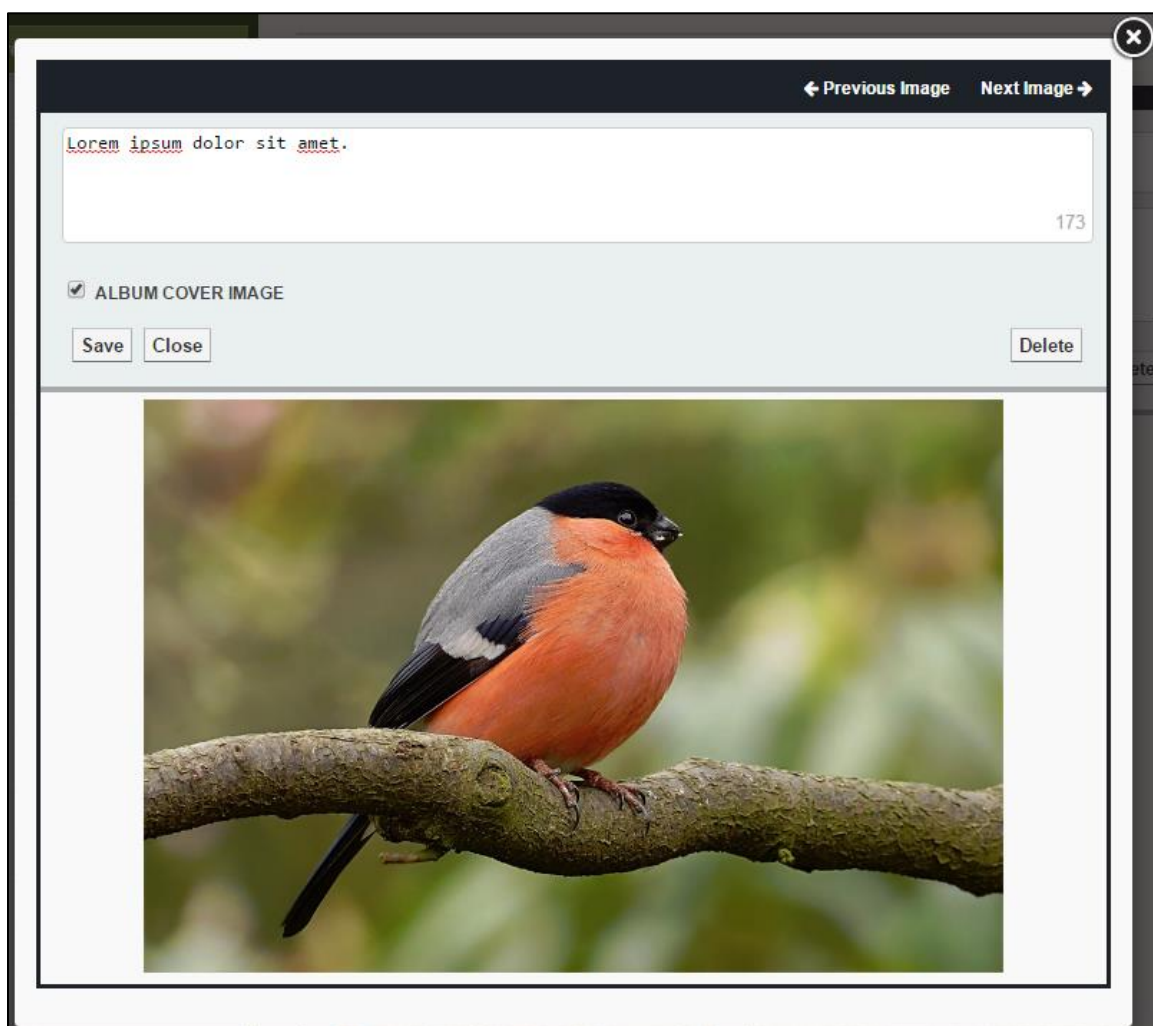 ← Previous Image Next Image →
Lorem ipsum dolor sit amet.
173
ALBUM COVER IMAGE
Save Close Delete